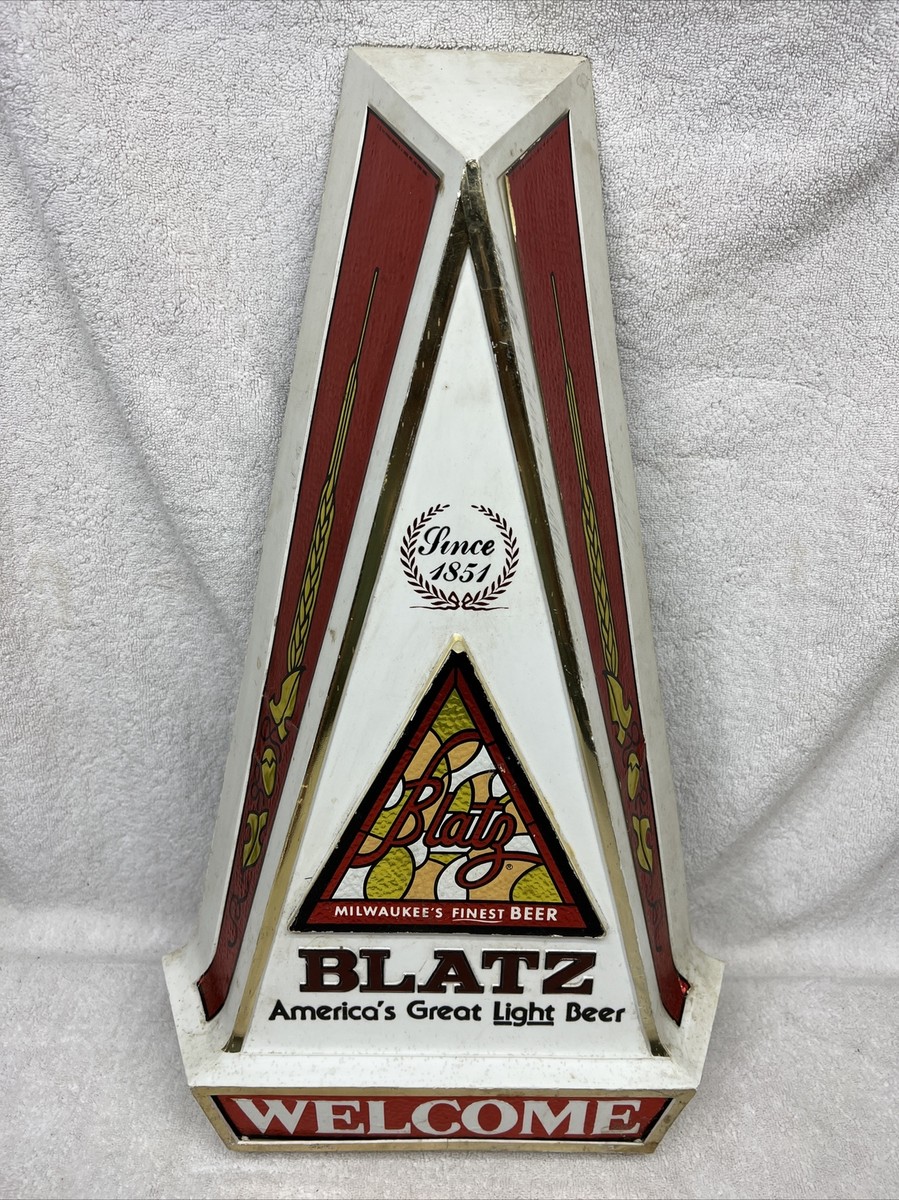 Since
1851
Blatz®
MILWAUKEE'S FINEST BEER
BLATZ
America's Great Light Beer
WELCOME